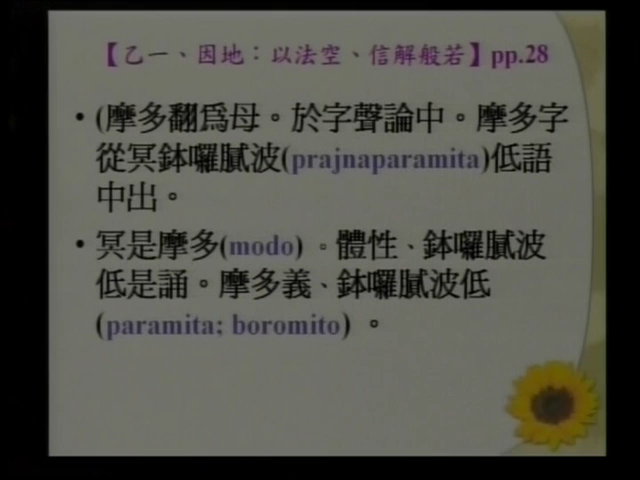 【乙一、因地：以法空、信解般若】pp.28
• (摩多翻爲母。於字聲論中。摩多字
從冥鉢囉膩波(prajnaparamita)低語
中出。
• 冥是摩多(modo) 。體性、鉢囉膩波
低是誦。摩多義、鉢囉膩波低
(paramita; boromito) 。